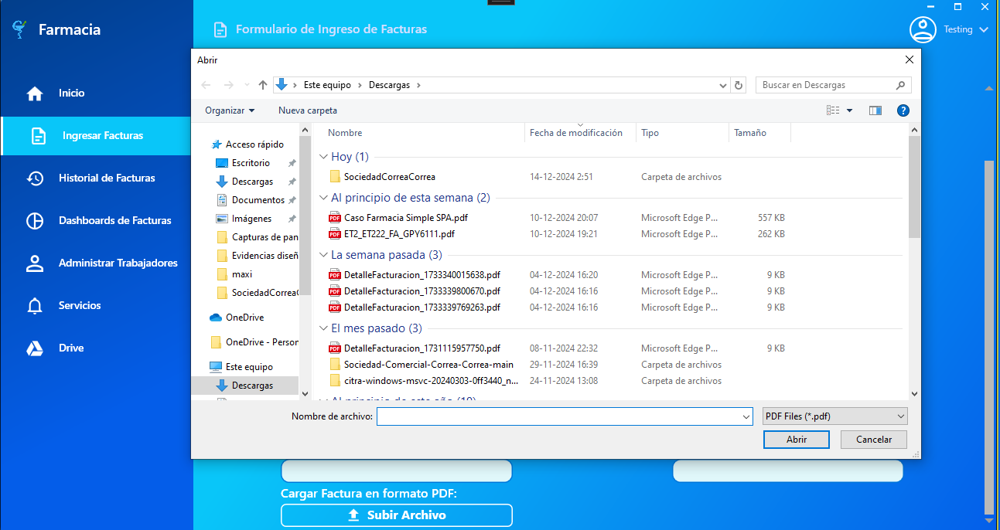 Farmacia
Formulario de Ingreso de Facturas
Testing
Inicio
Ingresar Facturas
Historial de Facturas
Dashboards de Facturas
Administrar Trabajadores
Servicios
Drive
Abrir
Este equipo > Descargas >
Buscar en Descargas
Organizar
Nueva carpeta
?
Acceso rápido
Escritorio
Descargas
Documentos
Imágenes
Capturas de pan
Evidencias diseñ
maxi
SociedadCorrea
OneDrive
OneDrive - Person
Este equipo
Descargas
Nombre Fecha de modificación Tipo Tamaño
Hoy (1)
SociedadCorreaCorrea 14-12-2024 2:51 Carpeta de archivos
Al principio de esta semana (2)
PDF Caso Farmacia Simple SPA.pdf 10-12-2024 20:07 Microsoft Edge P... 557 KB
PDF ET2_ET222_FA_GPY6111.pdf 10-12-2024 19:21 Microsoft Edge P... 262 KB
La semana pasada (3)
PDF DetalleFacturacion_1733340015638.pdf 04-12-2024 16:20 Microsoft Edge P... 9 KB
PDF DetalleFacturacion_1733339800670.pdf 04-12-2024 16:16 Microsoft Edge P... 9 KB
PDF DetalleFacturacion_1733339769263.pdf 04-12-2024 16:16 Microsoft Edge P... 9 KB
El mes pasado (3)
PDF DetalleFacturacion_1731115957750.pdf 08-11-2024 22:32 Microsoft Edge P... 9 KB
Sociedad-Comercial-Correa-Correa-main 29-11-2024 16:39 Carpeta de archivos
citra-windows-msvc-20240303-0ff3440_n... 24-11-2024 13:08 Carpeta de archivos
Al principio de este año (19)
Nombre de archivo:
PDF Files (*.pdf)
Abrir
Cancelar
Cargar Factura en formato PDF:
Subir Archivo